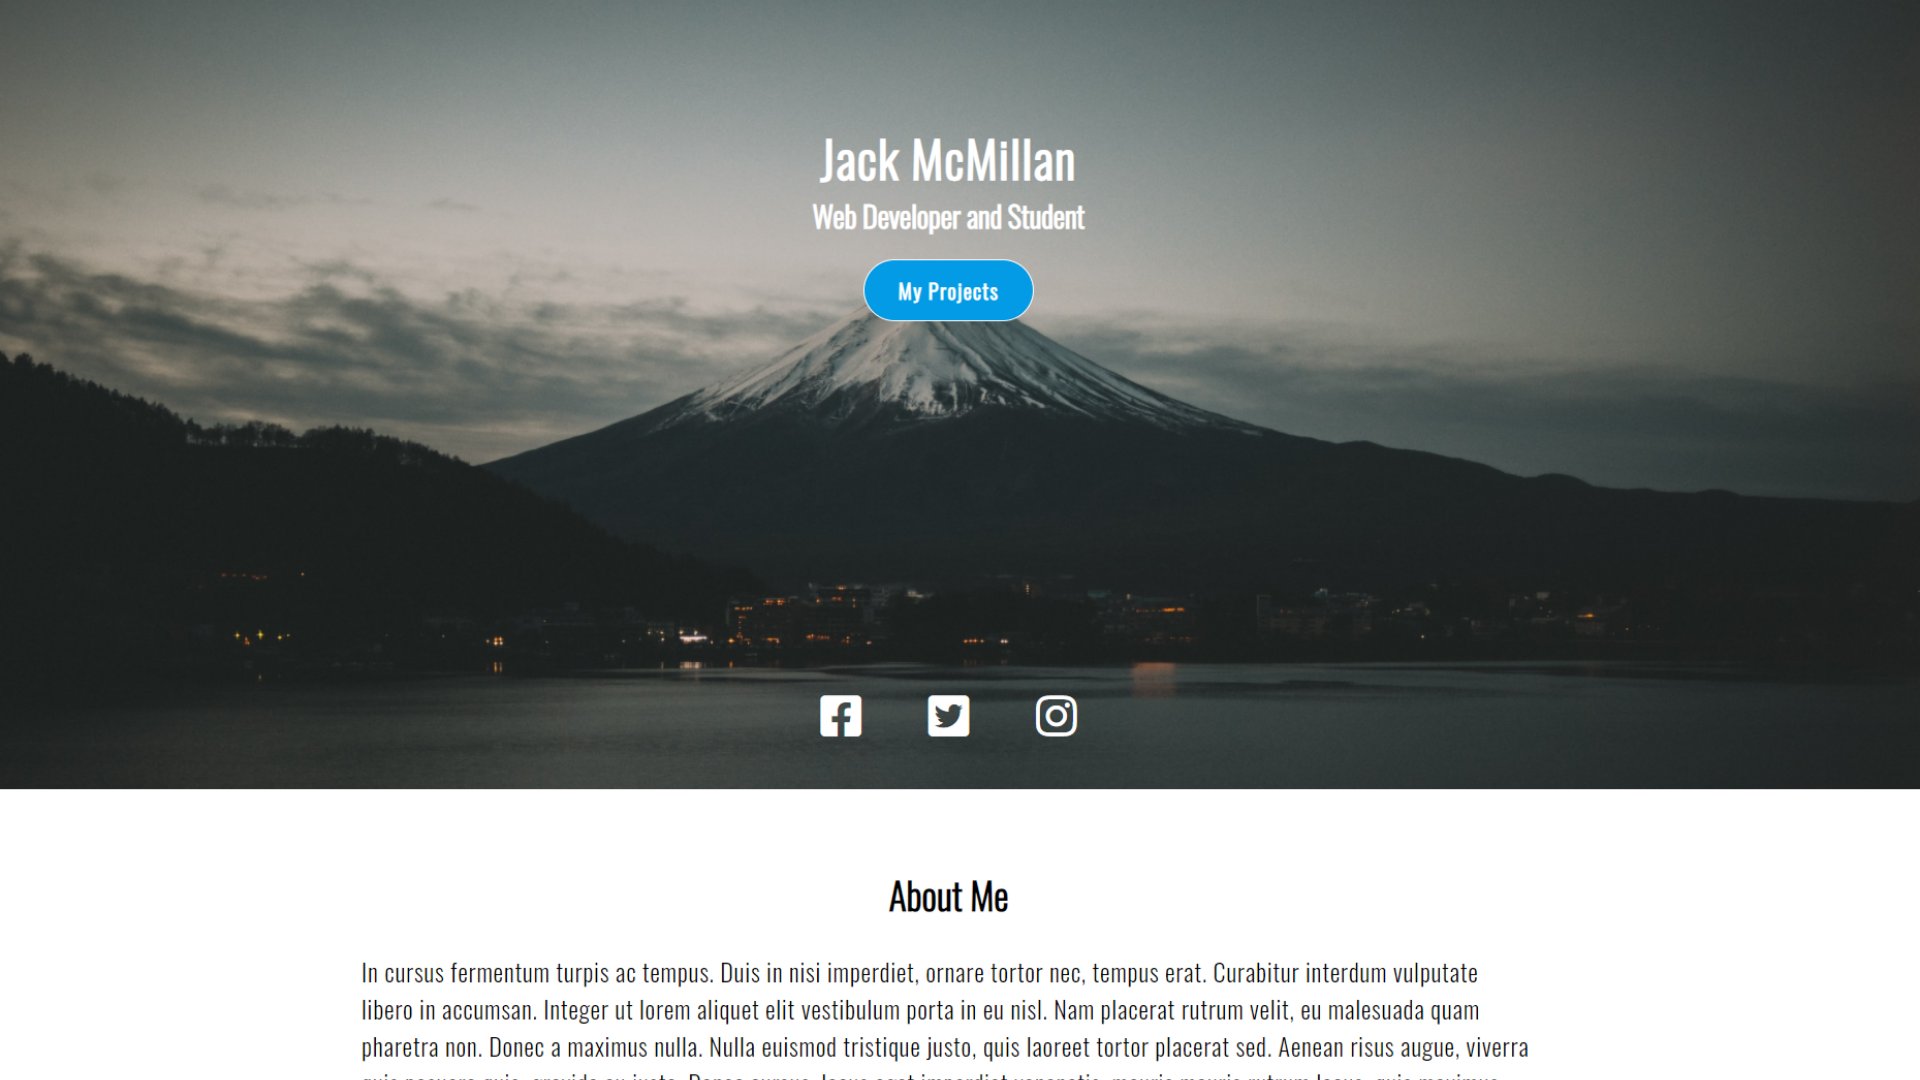 Jack McMillan
Web Developer and Student
My Projects
About Me
In cursus fermentum turpis ac tempus. Duis in nisi imperdiet, ornare tortor nec, tempus erat. Curabitur interdum vulputate
libero in accumsan. Integer ut lorem aliquet elit vestibulum porta in eu nisl. Nam placerat rutrum velit, eu malesuada quam
pharetra non. Donec a maximus nulla. Nulla euismod tristique justo, quis laoreet tortor placerat sed. Aenean risus augue, viverra